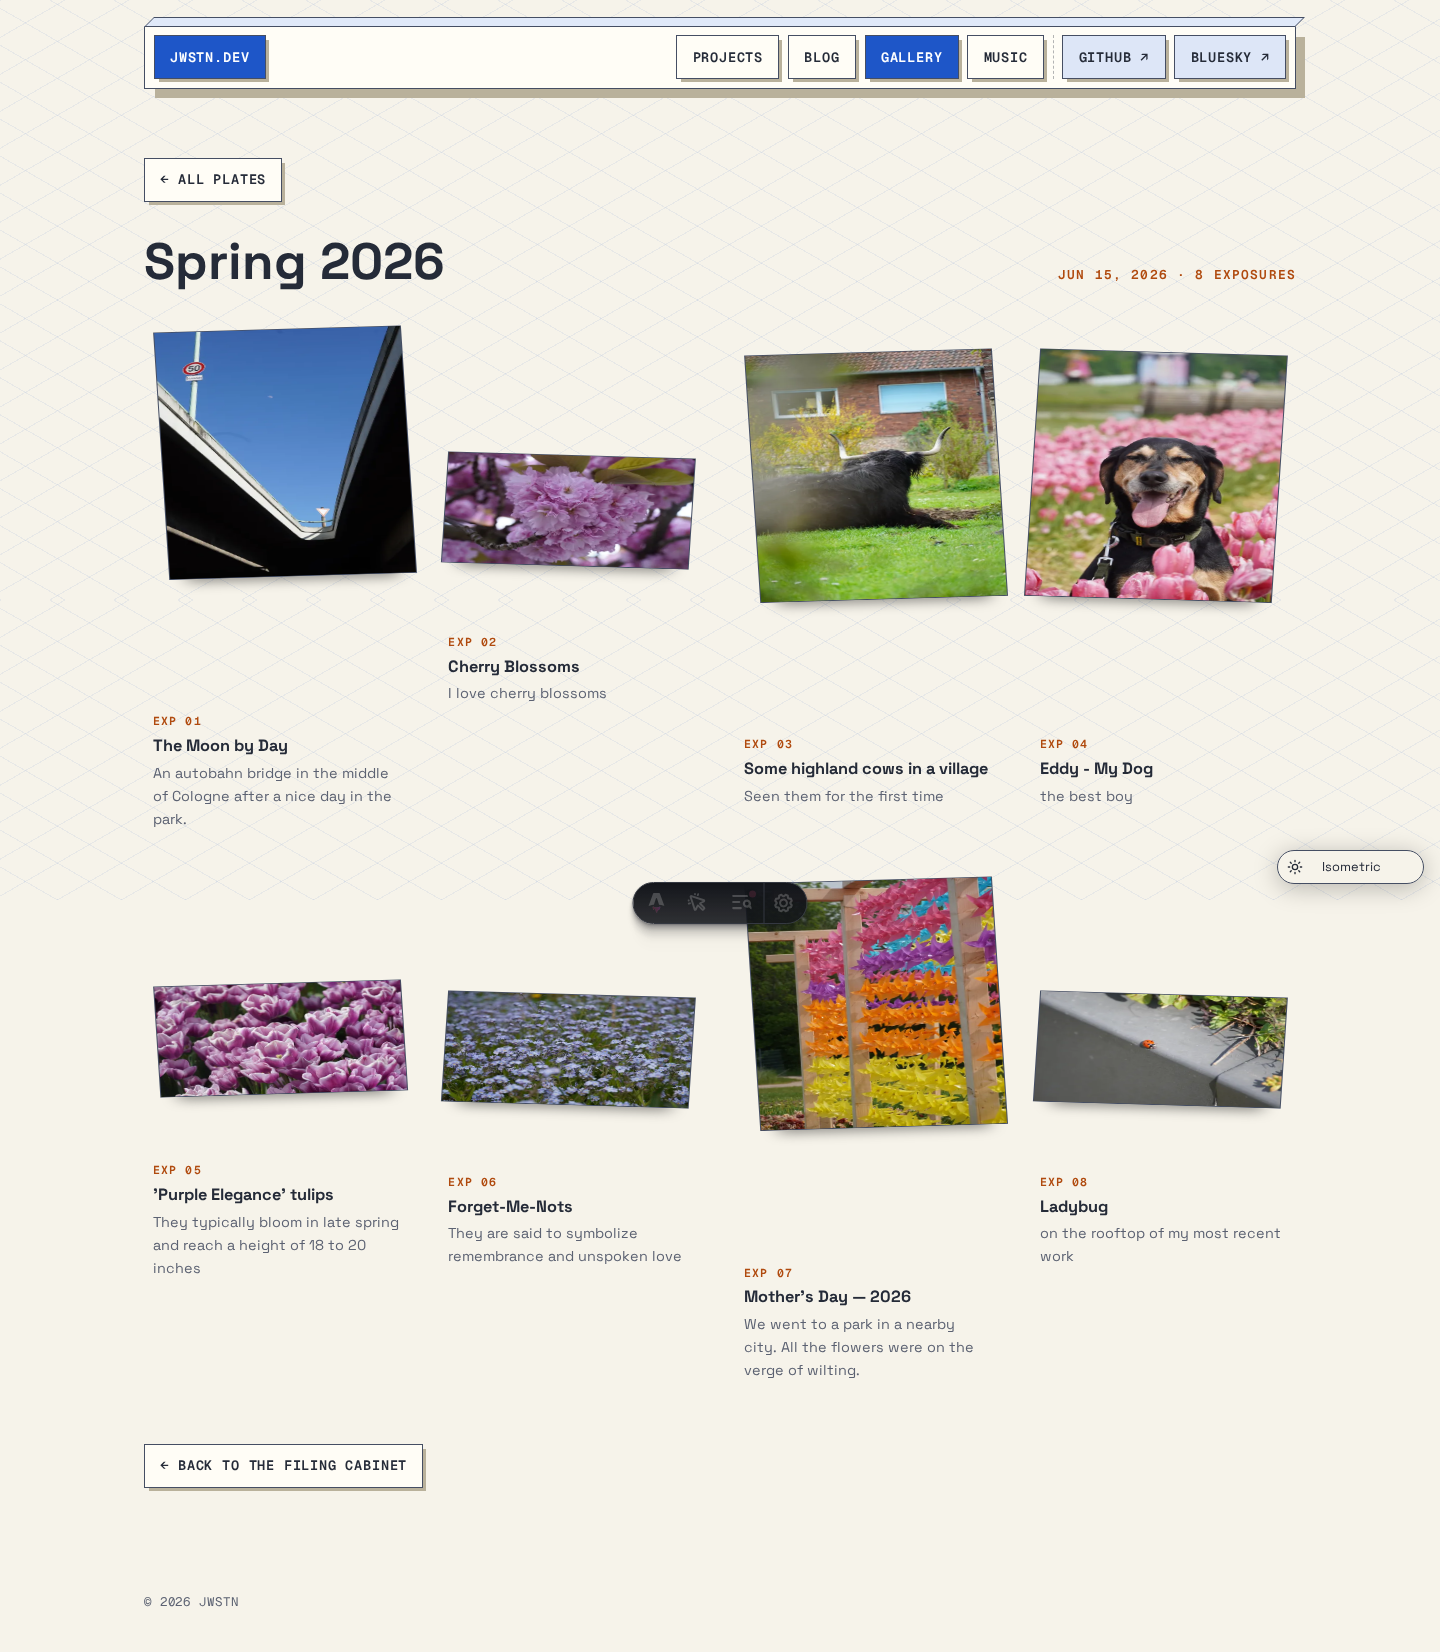 JWSTN.DEV
PROJECTS
BLOG
GALLERY
MUSIC
GITHUB ↗
BLUESKY ↗
← ALL PLATES
Spring 2026
JUN 15, 2026 · 8 EXPOSURES
60
EXP 01
The Moon by Day
An autobahn bridge in the middle
of Cologne after a nice day in the
park.
EXP 02
Cherry Blossoms
I love cherry blossoms
EXP 03
Some highland cows in a village
Seen them for the first time
EXP 04
Eddy - My Dog
the best boy
Isometric
EXP 05
’Purple Elegance’ tulips
They typically bloom in late spring
and reach a height of 18 to 20
inches
EXP 06
Forget-Me-Nots
They are said to symbolize
remembrance and unspoken love
EXP 07
Mother’s Day — 2026
We went to a park in a nearby
city. All the flowers were on the
verge of wilting.
EXP 08
Ladybug
on the rooftop of my most recent
work
← BACK TO THE FILING CABINET
© 2026 JWSTN